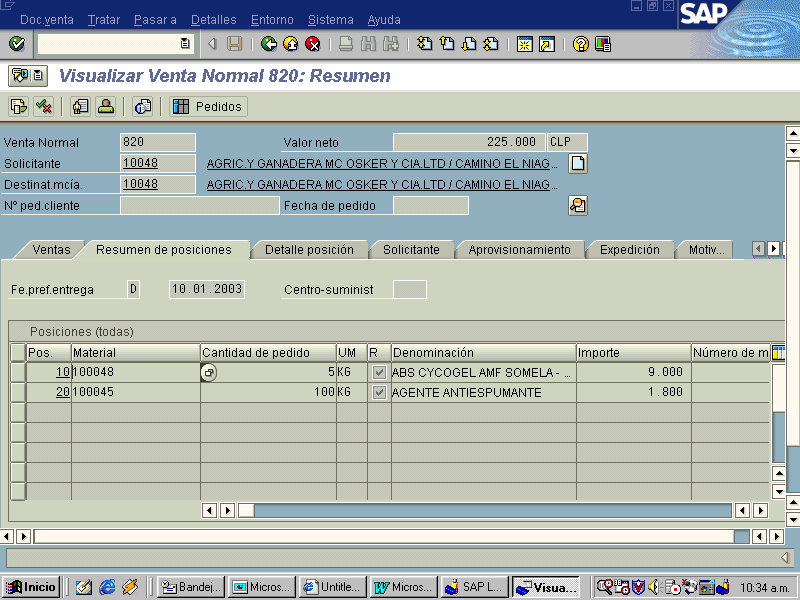 Doc.venta Tratar Pasar a Detalles Entorno Sistema Ayuda
SAP
Visualizar Venta Normal 820: Resumen
Pedidos
Venta Normal 820 Valor neto 225.000 CLP
Solicitante 10048 AGRIC.Y GANADERA MC OSKER Y CIA.LTD / CAMINO EL NIAG...
Destinat.mcía. 10048 AGRIC.Y GANADERA MC OSKER Y CIA.LTD / CAMINO EL NIAG...
Nº ped.cliente Fecha de pedido
Ventas Resumen de posiciones Detalle posición Solicitante Aprovisionamiento Expedición Motiv...
Fe.pref.entrega D 10.01.2003 Centro-suminist
Posiciones (todas)
Pos. Material Cantidad de pedido UM R Denominación Importe Número de m
10 100048 5 KG ABS CYCOGEL AMF SOMELA - ... 9.000
20 100045 100 KG AGENTE ANTIESPUMANTE 1.800
Inicio Bandej... Micros... Untitle... Micros... SAP L... Visua... 10:34 a.m.